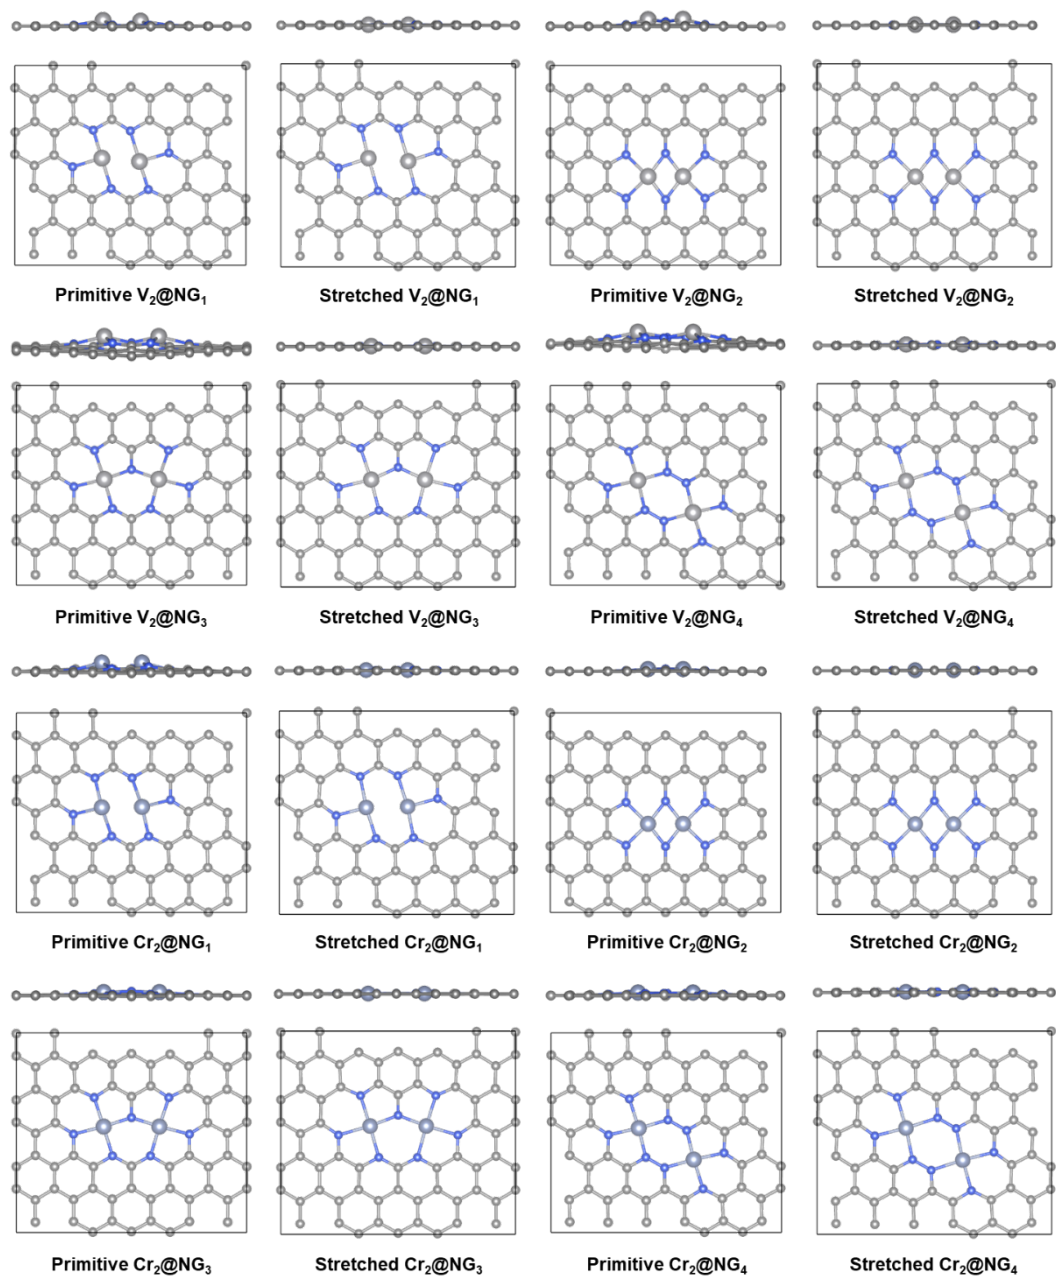 Primitive V₂@NG₁ Stretched V₂@NG₁ Primitive V₂@NG₂ Stretched V₂@NG₂
Primitive V₂@NG₃ Stretched V₂@NG₃ Primitive V₂@NG₄ Stretched V₂@NG₄
Primitive Cr₂@NG₁ Stretched Cr₂@NG₁ Primitive Cr₂@NG₂ Stretched Cr₂@NG₂
Primitive Cr₂@NG₃ Stretched Cr₂@NG₃ Primitive Cr₂@NG₄ Stretched Cr₂@NG₄